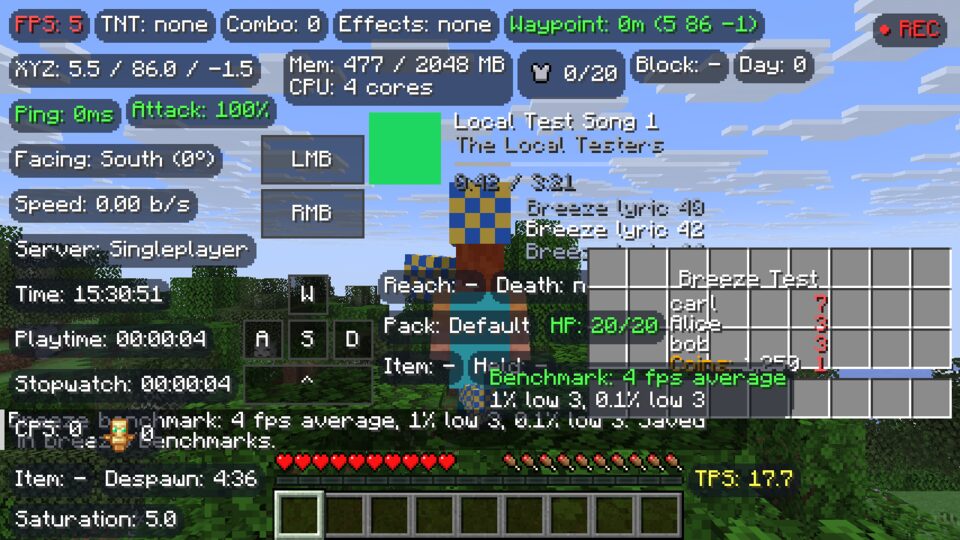 FPS: 5 TNT: none Combo: 0 Effects: none Waypoint: 0m (5 86 -1) • REC
XYZ: 5.5 / 86.0 / -1.5 Mem: 477 / 2048 MB 0/20 Block: - Day: 0
CPU: 4 cores
Ping: 0ms Attack: 100%
Local Test Song 1
The Local Testers
Facing: South (0°) LMB
0:42 / 3:21
Speed: 0.00 b/s RMB
Breeze lyric 40
Breeze lyric 42
Server: Singleplayer
Breeze lyric
Reach: - Death:
Breeze Test
Time: 15:30:51 W
carl 7
Pack: Default HP: 20/20 Alice 3
Playtime: 00:00:04 A S D
bob 3
Item: -
Coins: 1,250 1
Stopwatch: 00:00:04 ^
Benchmark: 4 fps average
1% low 3, 0.1% low 3
Breeze benchmark: 4 fps average, 1% low 3, 0.1% low 3. Saved
CPS: 0 0
benchmarks.
Item: - Despawn: 4:36 TPS: 17.7
Saturation: 5.0